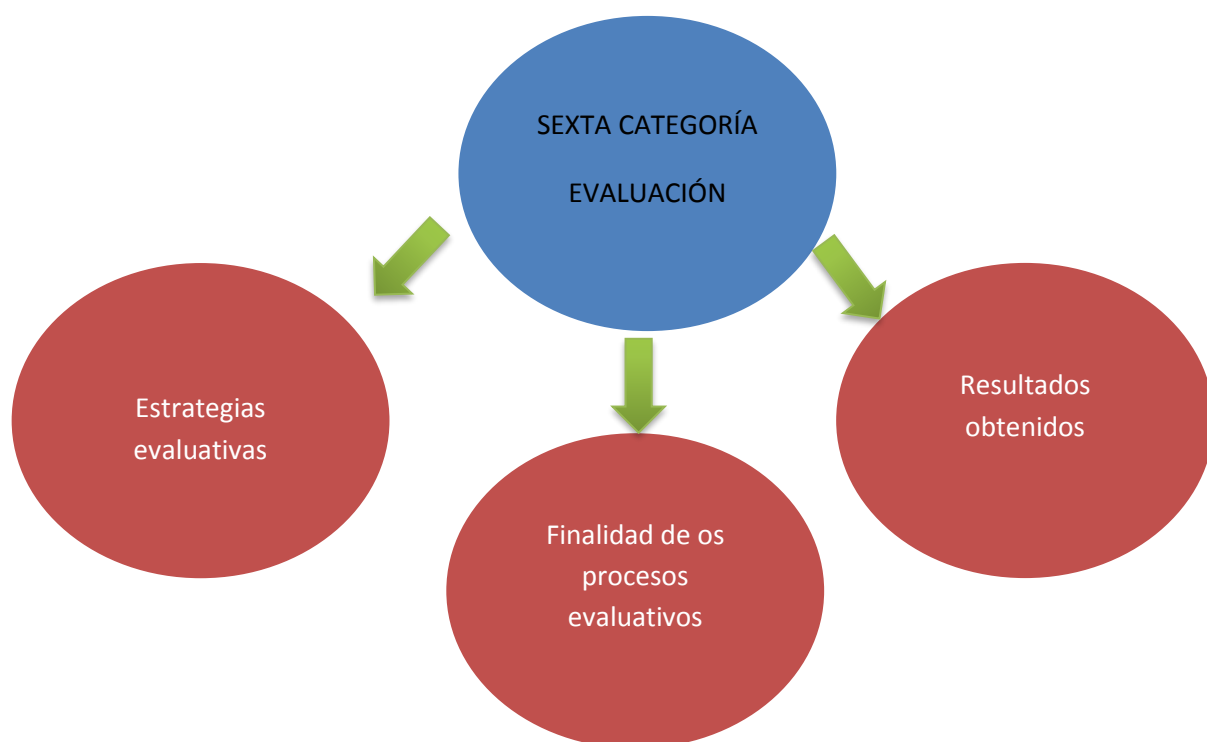 SEXTA CATEGORÍA
EVALUACIÓN
Estrategias
evaluativas
Finalidad de os
procesos
evaluativos
Resultados
obtenidos